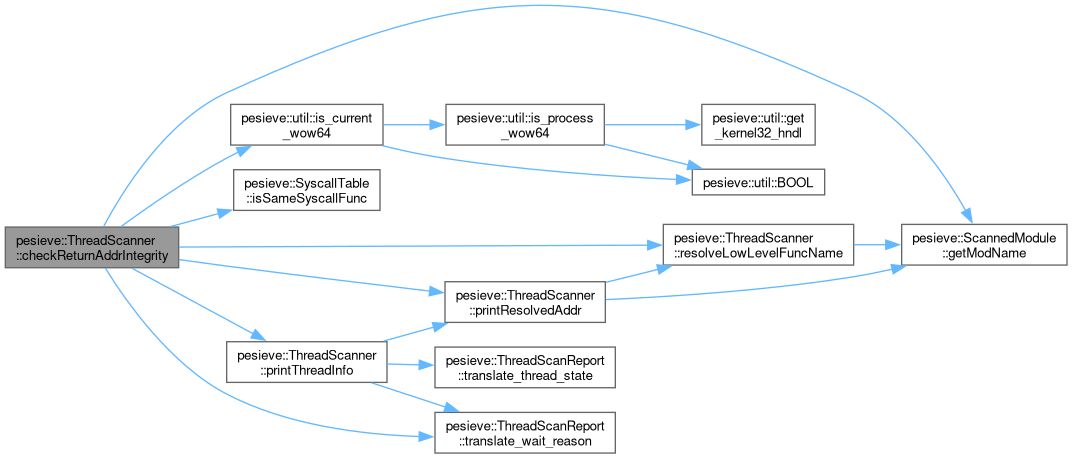 pesieve::ThreadScanner
::checkReturnAddrIntegrity
pesieve::util::is_current
_wow64
pesieve::util::is_process
_wow64
pesieve::util::get
_kernel32_hndl
pesieve::util::BOOL
pesieve::SyscallTable
::isSameSyscallFunc
pesieve::ThreadScanner
::resolveLowLevelFuncName
pesieve::ScannedModule
::getModName
pesieve::ThreadScanner
::printResolvedAddr
pesieve::ThreadScanner
::printThreadInfo
pesieve::ThreadScanReport
::translate_thread_state
pesieve::ThreadScanReport
::translate_wait_reason